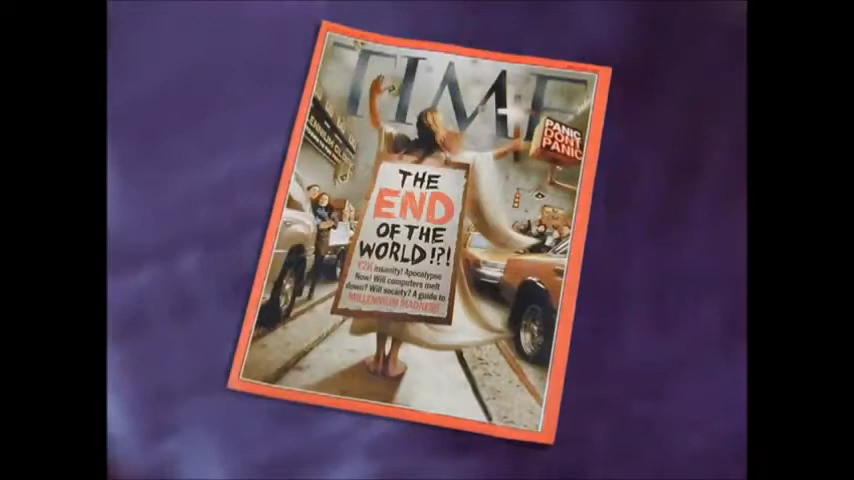 TIME
PANIC
DONT
PANIC
THE
END
OF THE
WORLD!?!
Y2K insanity! Apocalypse
Now! Will computers melt
down? Will society? A guide to
MILLENNIUM MADNESS